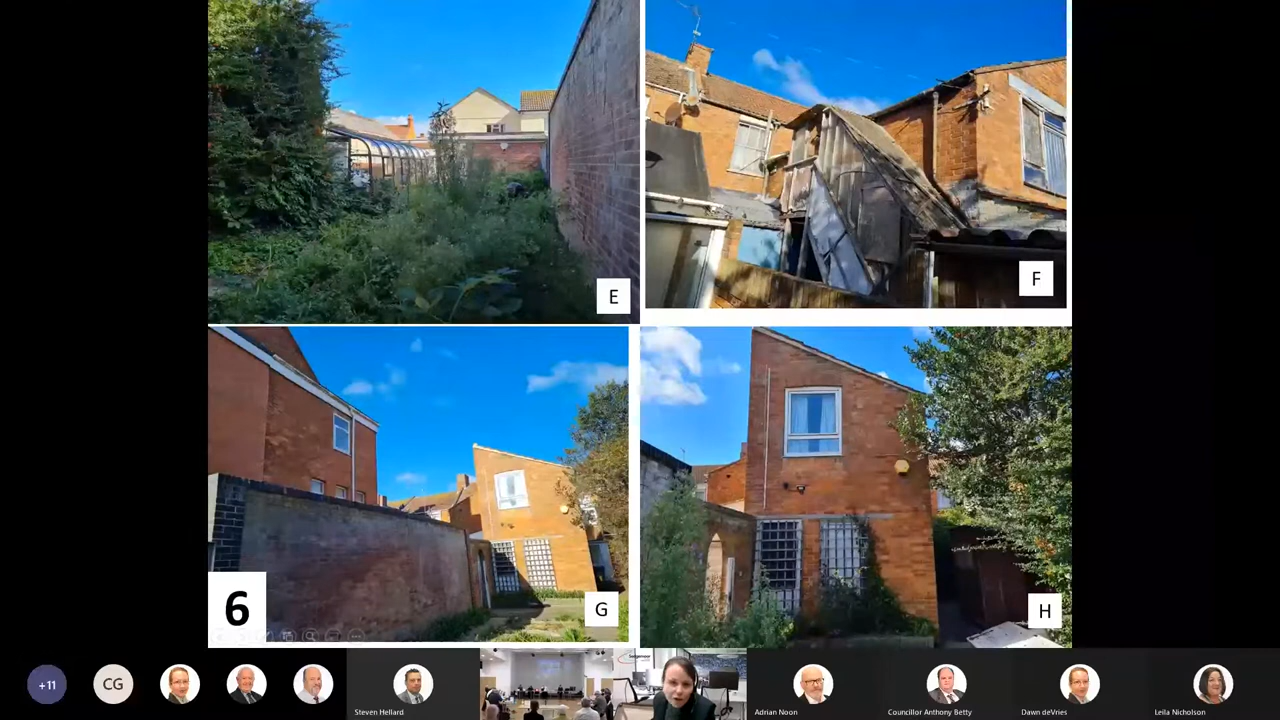 E
F
G
H
6
+11
CG
Steven Hellard
Adrian Noon
Councillor Anthony Betty
Dawn deVries
Leila Nicholson